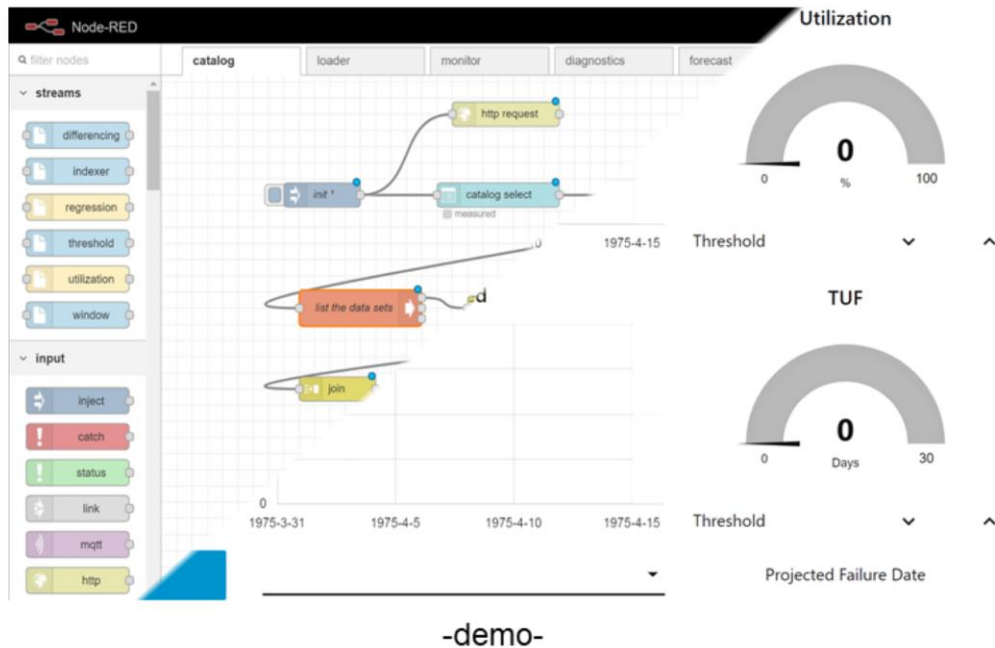 Node-RED
filter nodes
catalog
loader
monitor
diagnostics
forecast
streams
differencing
indexer
regression
threshold
utilization
window
input
inject
catch
status
link
mqtt
http
http request
init ¹
catalog select
measured
list the data sets
join
0
1975-4-15
d
0
1975-3-31
1975-4-5
1975-4-10
1975-4-15
Utilization
0
0
%
100
Threshold
TUF
0
0
Days
30
Threshold
Projected Failure Date
-demo-